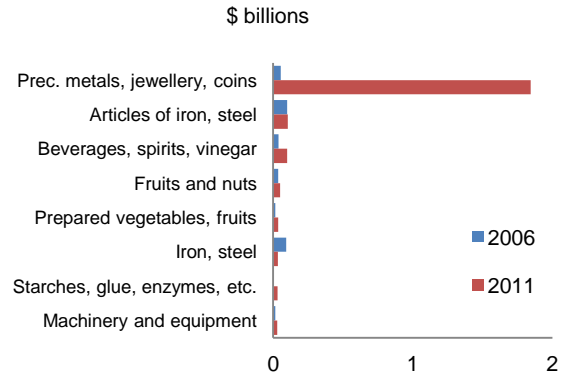 $ billions
Prec. metals, jewellery, coins
Articles of iron, steel
Beverages, spirits, vinegar
Fruits and nuts
Prepared vegetables, fruits
Iron, steel
Starches, glue, enzymes, etc.
Machinery and equipment
2006
2011
0 1 2